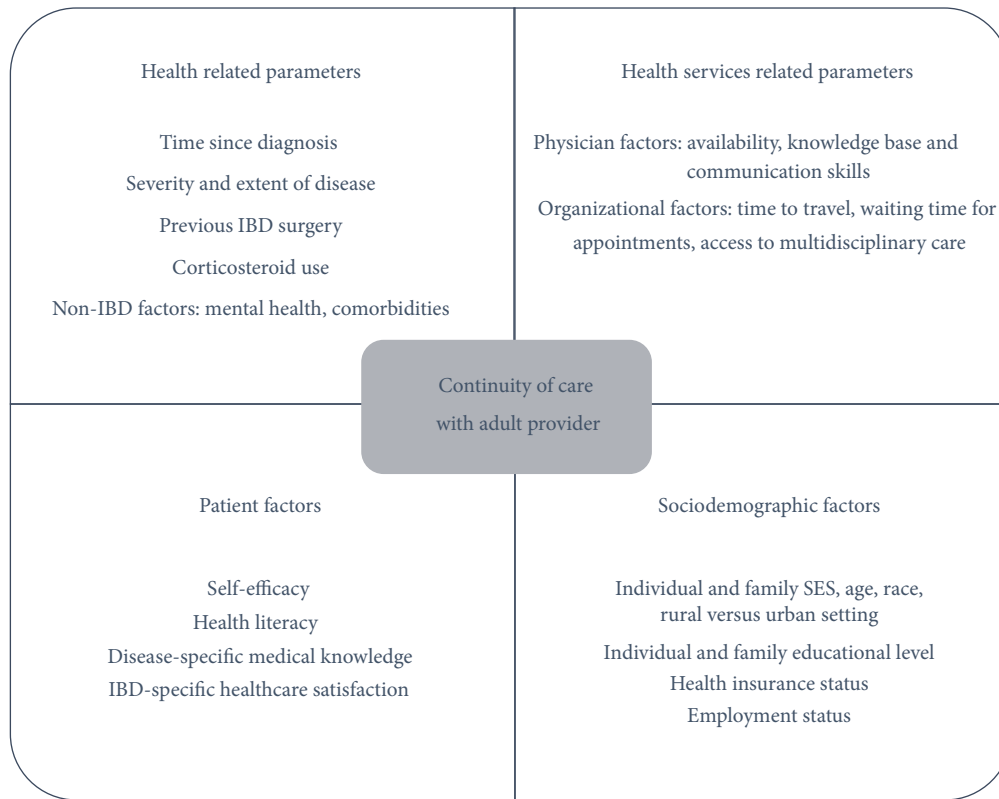 Health related parameters
Time since diagnosis
Severity and extent of disease
Previous IBD surgery
Corticosteroid use
Non-IBD factors: mental health, comorbidities
Health services related parameters
Physician factors: availability, knowledge base and
communication skills
Organizational factors: time to travel, waiting time for
appointments, access to multidisciplinary care
Continuity of care
with adult provider
Patient factors
Self-efficacy
Health literacy
Disease-specific medical knowledge
IBD-specific healthcare satisfaction
Sociodemographic factors
Individual and family SES, age, race,
rural versus urban setting
Individual and family educational level
Health insurance status
Employment status